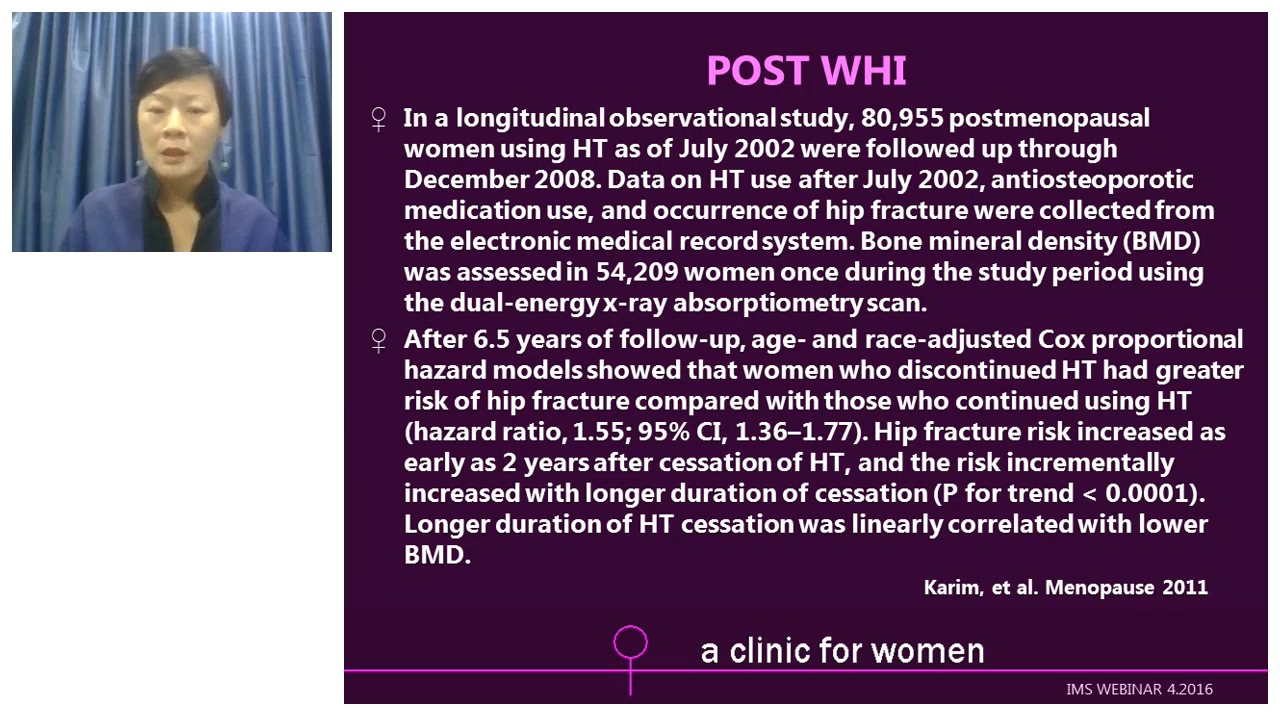 POST WHI
♀ In a longitudinal observational study, 80,955 postmenopausal
women using HT as of July 2002 were followed up through
December 2008. Data on HT use after July 2002, antiosteoporotic
medication use, and occurrence of hip fracture were collected from
the electronic medical record system. Bone mineral density (BMD)
was assessed in 54,209 women once during the study period using
the dual-energy x-ray absorptiometry scan.
♀ After 6.5 years of follow-up, age- and race-adjusted Cox proportional
hazard models showed that women who discontinued HT had greater
risk of hip fracture compared with those who continued using HT
(hazard ratio, 1.55; 95% CI, 1.36–1.77). Hip fracture risk increased as
early as 2 years after cessation of HT, and the risk incrementally
increased with longer duration of cessation (P for trend < 0.0001).
Longer duration of HT cessation was linearly correlated with lower
BMD.
Karim, et al. Menopause 2011
a clinic for women
IMS WEBINAR 4.2016